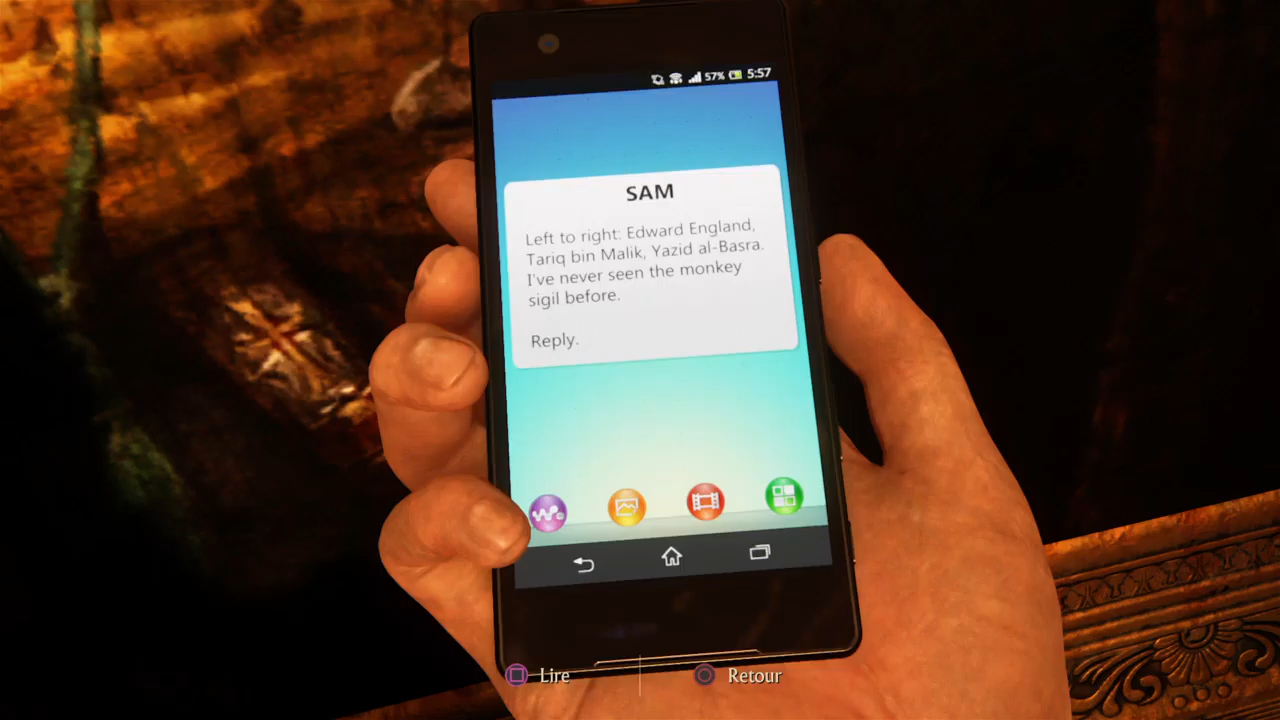 57% 5:57
SAM
Left to right: Edward England,
Tariq bin Malik, Yazid al-Basra.
I've never seen the monkey
sigil before.
Reply.
Lire
Retour